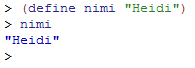 > (define nimi "Heidi")
> nimi
"Heidi"
>